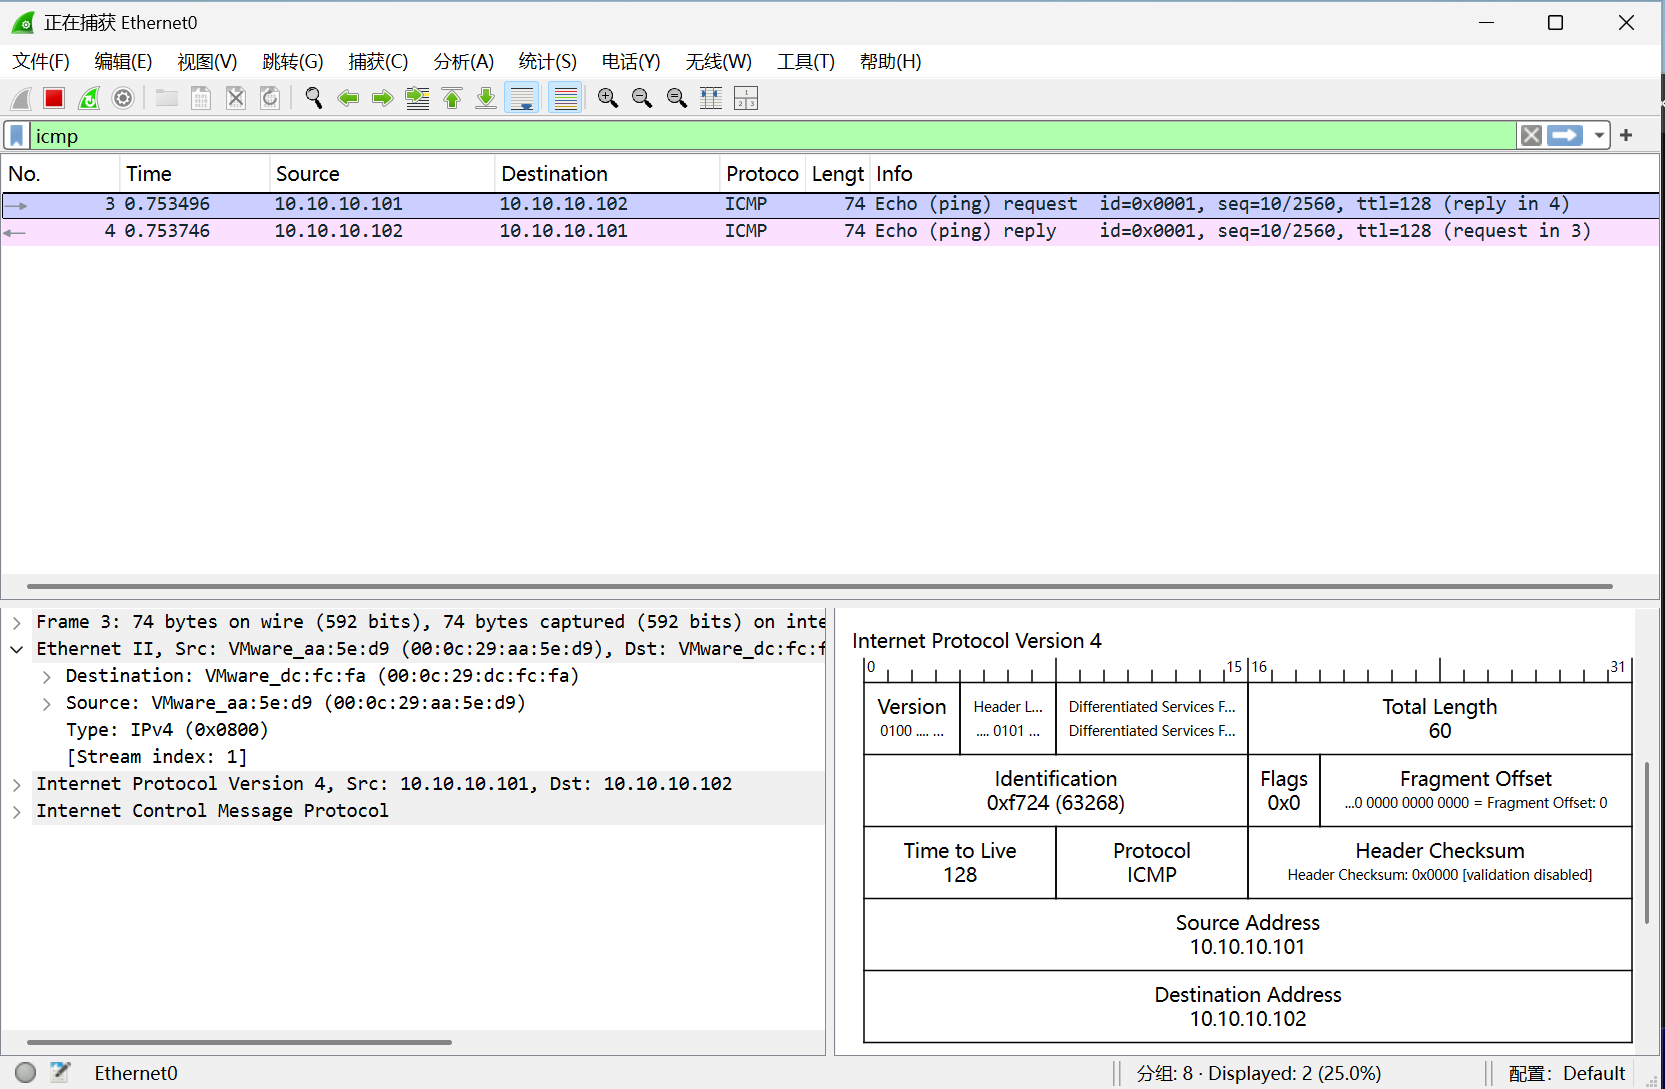 正在捕获 Ethernet0
文件(F) 编辑(E) 视图(V) 跳转(G) 捕获(C) 分析(A) 统计(S) 电话(Y) 无线(W) 工具(T) 帮助(H)
icmp
No. Time Source Destination Protoco Lengt Info
3 0.753496 10.10.10.101 10.10.10.102 ICMP 74 Echo (ping) request id=0x0001, seq=10/2560, ttl=128 (reply in 4)
4 0.753746 10.10.10.102 10.10.10.101 ICMP 74 Echo (ping) reply id=0x0001, seq=10/2560, ttl=128 (request in 3)
Frame 3: 74 bytes on wire (592 bits), 74 bytes captured (592 bits) on inte
Ethernet II, Src: VMware_aa:5e:d9 (00:0c:29:aa:5e:d9), Dst: VMware_dc:fc:f
Destination: VMware_dc:fc:fa (00:0c:29:dc:fc:fa)
Source: VMware_aa:5e:d9 (00:0c:29:aa:5e:d9)
Type: IPv4 (0x0800)
[Stream index: 1]
Internet Protocol Version 4, Src: 10.10.10.101, Dst: 10.10.10.102
Internet Control Message Protocol
Internet Protocol Version 4
0 15 16 31
Version Header L... Differentiated Services F... Total Length
0100 .... ... .... 0101 ... Differentiated Services F... 60
Identification Flags Fragment Offset
0xf724 (63268) 0x0 ...0 0000 0000 0000 = Fragment Offset: 0
Time to Live Protocol Header Checksum
128 ICMP Header Checksum: 0x0000 [validation disabled]
Source Address
10.10.10.101
Destination Address
10.10.10.102
Ethernet0 分组: 8 · Displayed: 2 (25.0%) 配置: Default